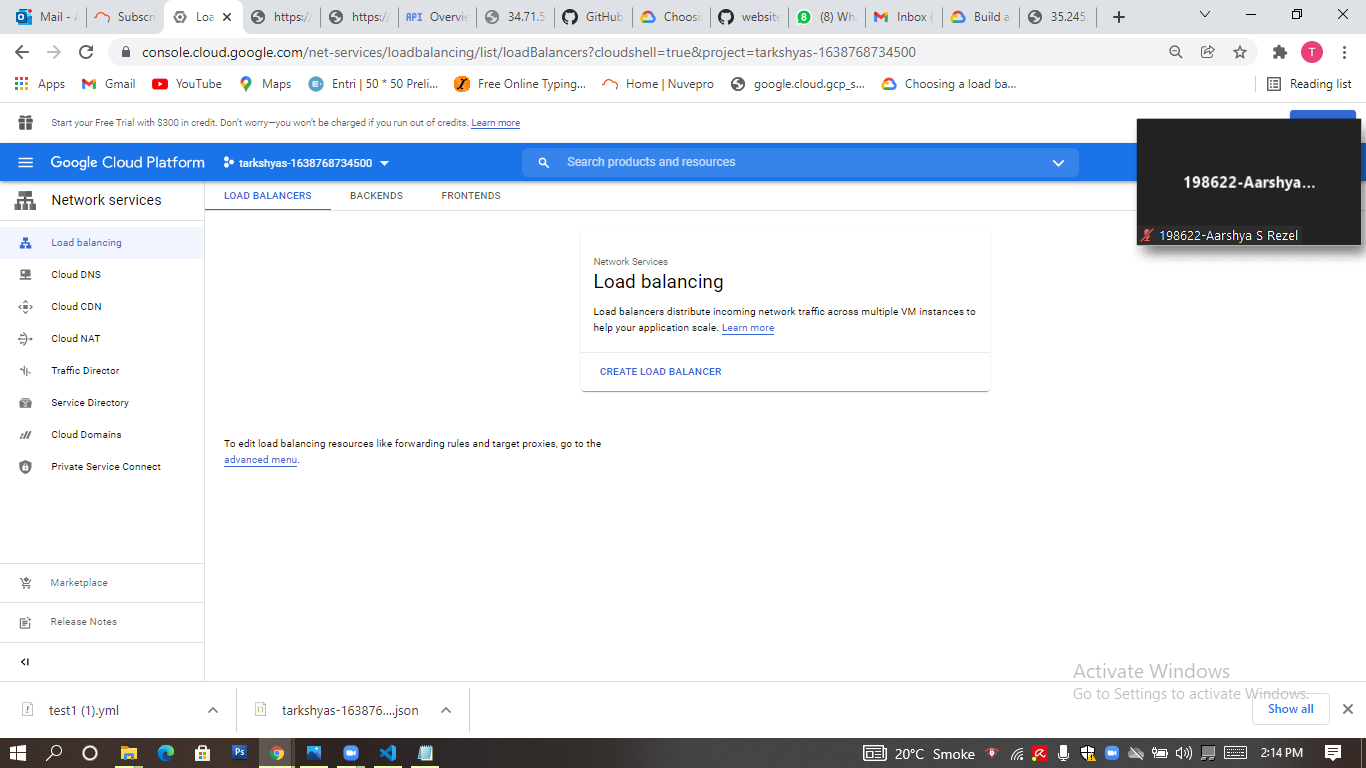 Mail - A
Subscri
Loa
https://
https://
API Overvie
34.71.5
GitHub
Choosi
website
(8) Wha
Inbox (
Build a
35.245.
console.cloud.google.com/net-services/loadbalancing/list/loadBalancers?cloudshell=true&project=tarkshyas-1638768734500
T
Apps
Gmail
YouTube
Maps
Entri | 50 * 50 Preli...
Free Online Typing...
Home | Nuvepro
google.cloud.gcp_s...
Choosing a load ba...
Reading list
Start your Free Trial with $300 in credit. Don't worry—you won't be charged if you run out of credits. Learn more
Google Cloud Platform
tarkshyas-1638768734500
Search products and resources
198622-Aarshya...
198622-Aarshya S Rezel
Network services
LOAD BALANCERS
BACKENDS
FRONTENDS
Load balancing
Cloud DNS
Cloud CDN
Cloud NAT
Traffic Director
Service Directory
Cloud Domains
Private Service Connect
Marketplace
Release Notes
Network Services
Load balancing
Load balancers distribute incoming network traffic across multiple VM instances to
help your application scale. Learn more
CREATE LOAD BALANCER
To edit load balancing resources like forwarding rules and target proxies, go to the
advanced menu.
Activate Windows
Go to Settings to activate Windows.
test1 (1).yml
tarkshyas-163876....json
Show all
Ps
20°C Smoke
2:14 PM